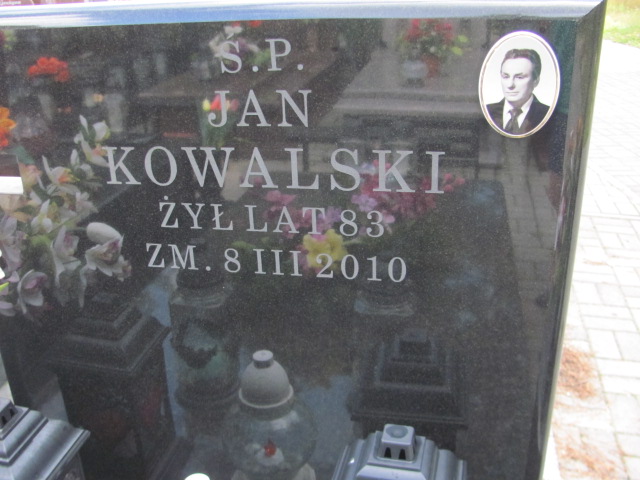 Ś.P.
JAN
KOWALSKI
ŻYŁ LAT 83
ZM. 8 III 2010